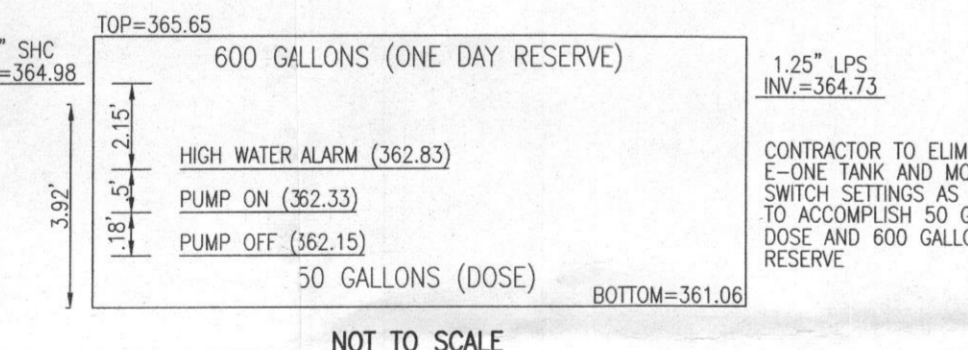 TOP=365.65
" SHC
=364.98
600 GALLONS (ONE DAY RESERVE)
1.25" LPS
INV.=364.73
2.15'
HIGH WATER ALARM (362.83)
3.92'
.5'
PUMP ON (362.33)
.18'
PUMP OFF (362.15)
50 GALLONS (DOSE)
BOTTOM=361.06
CONTRACTOR TO ELIM
E-ONE TANK AND MO
SWITCH SETTINGS AS
TO ACCOMPLISH 50 G
DOSE AND 600 GALLO
RESERVE
NOT TO SCALE